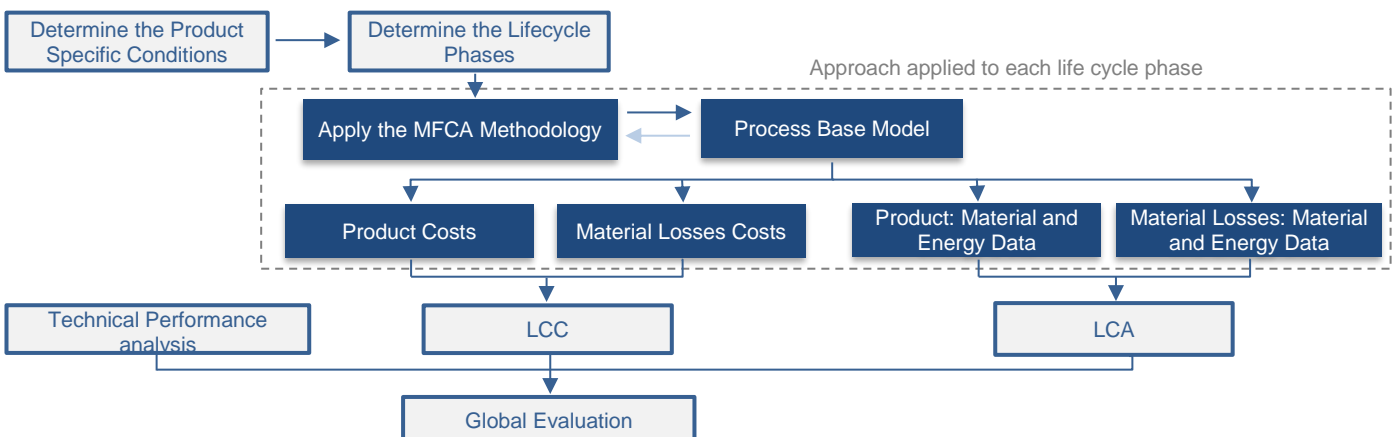 Determine the Product
Specific Conditions
Determine the Lifecycle
Phases
Approach applied to each life cycle phase
Apply the MFCA Methodology
Process Base Model
Product Costs
Material Losses Costs
Product: Material and
Energy Data
Material Losses: Material
and Energy Data
Technical Performance
analysis
LCC
LCA
Global Evaluation